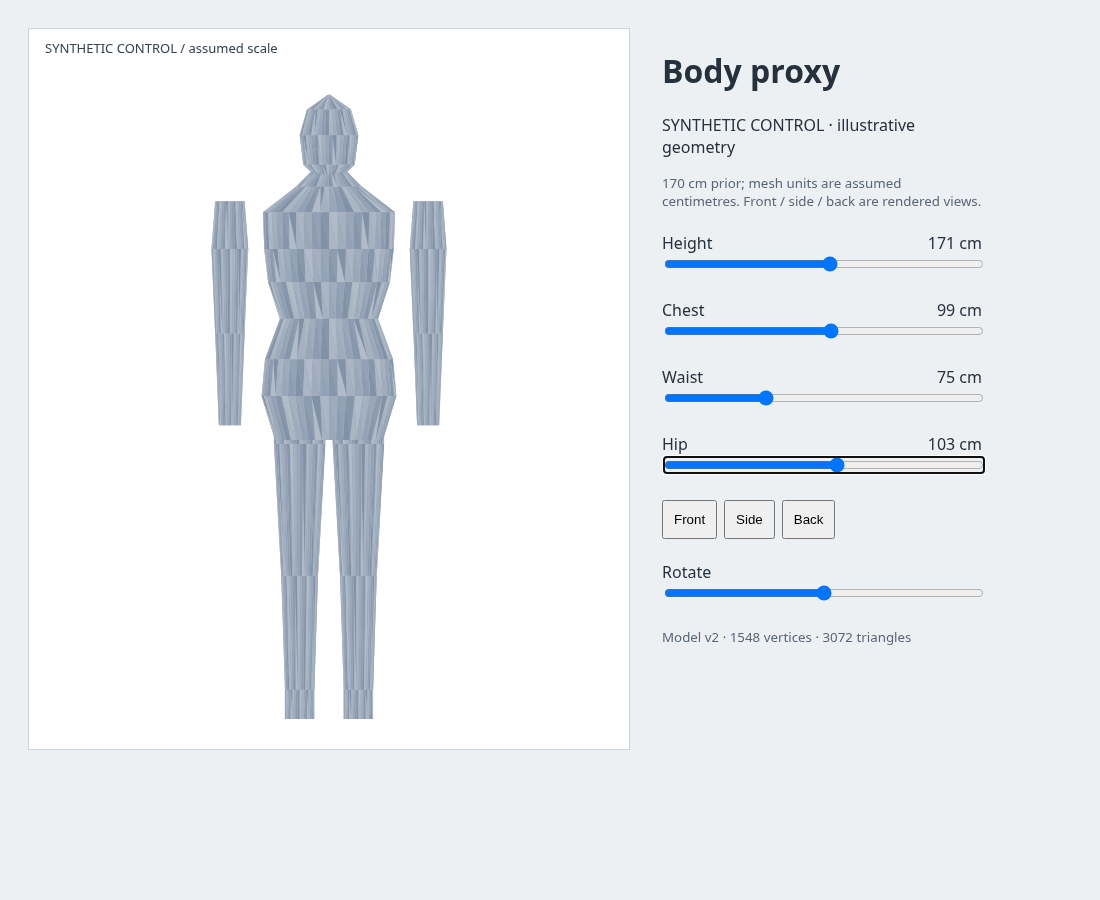 SYNTHETIC CONTROL / assumed scale
Body proxy
SYNTHETIC CONTROL · illustrative
geometry
170 cm prior; mesh units are assumed
centimetres. Front / side / back are rendered views.
Height 171 cm
Chest 99 cm
Waist 75 cm
Hip 103 cm
Front Side Back
Rotate
Model v2 · 1548 vertices · 3072 triangles